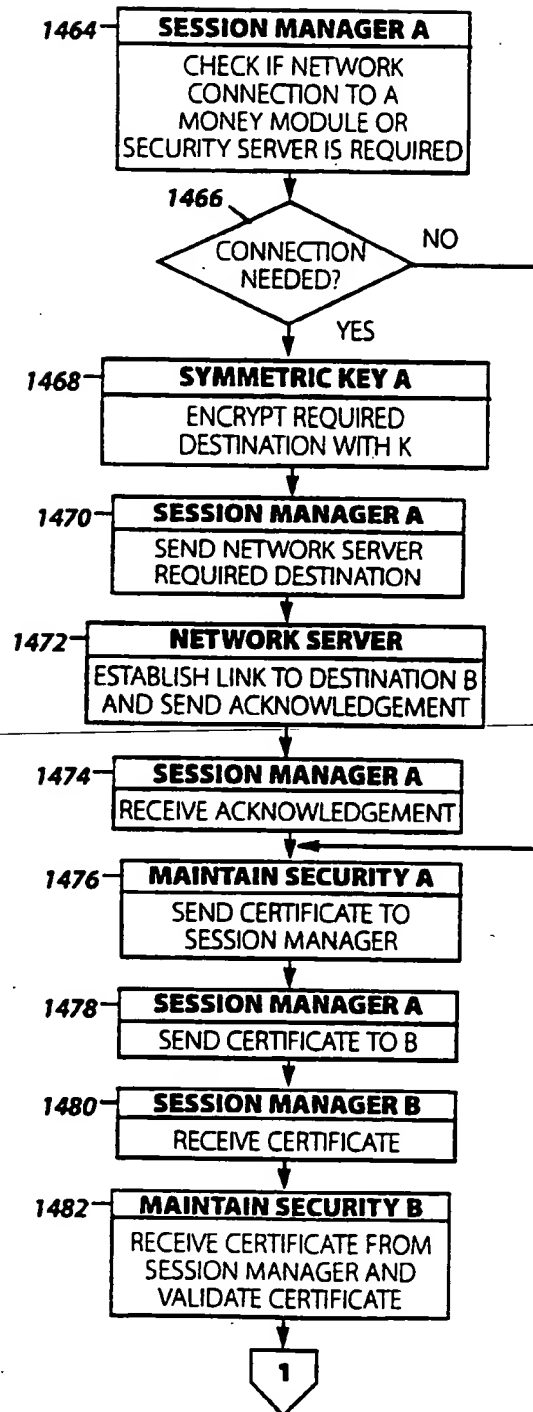 1464
SESSION MANAGER A
CHECK IF NETWORK
CONNECTION TO A
MONEY MODULE OR
SECURITY SERVER IS REQUIRED
1466
CONNECTION
NEEDED?
NO
YES
1468
SYMMETRIC KEY A
ENCRYPT REQUIRED
DESTINATION WITH K
1470
SESSION MANAGER A
SEND NETWORK SERVER
REQUIRED DESTINATION
1472
NETWORK SERVER
ESTABLISH LINK TO DESTINATION B
AND SEND ACKNOWLEDGEMENT
1474
SESSION MANAGER A
RECEIVE ACKNOWLEDGEMENT
1476
MAINTAIN SECURITY A
SEND CERTIFICATE TO
SESSION MANAGER
1478
SESSION MANAGER A
SEND CERTIFICATE TO B
1480
SESSION MANAGER B
RECEIVE CERTIFICATE
1482
MAINTAIN SECURITY B
RECEIVE CERTIFICATE FROM
SESSION MANAGER AND
VALIDATE CERTIFICATE
1